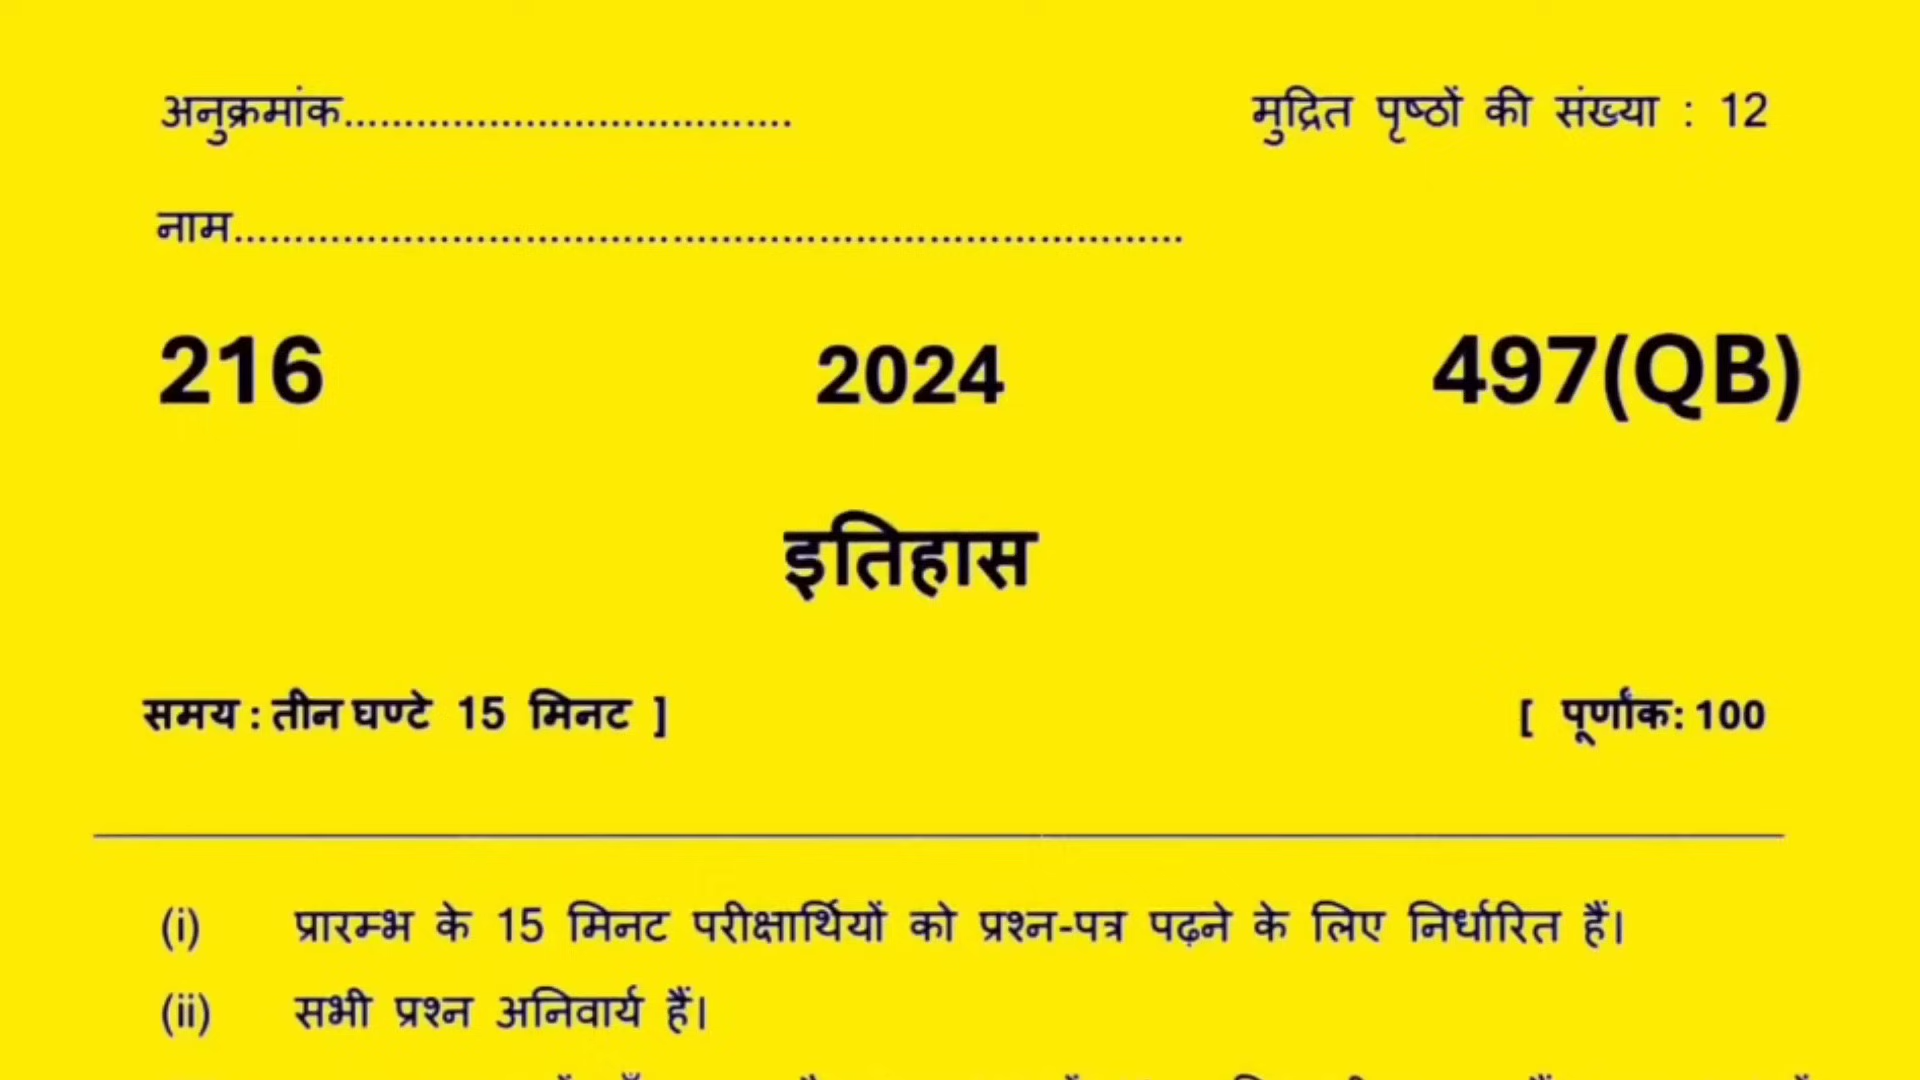 अनुक्रमांक..................................... मुद्रित पृष्ठों की संख्या : 12
नाम...............................................................................
216 2024 497(QB)
इतिहास
समय : तीन घण्टे 15 मिनट ] [ पूर्णांक: 100
(i) प्रारम्भ के 15 मिनट परीक्षार्थियों को प्रश्न-पत्र पढ़ने के लिए निर्धारित हैं।
(ii) सभी प्रश्न अनिवार्य हैं।